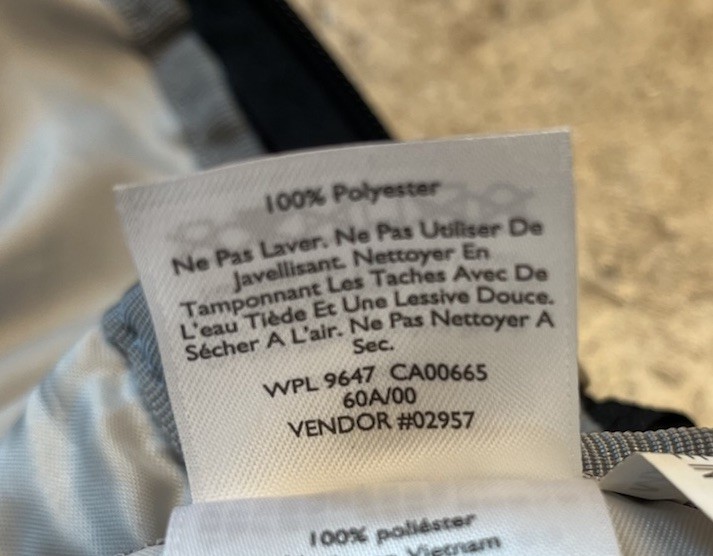 100% Polyester
Ne Pas Laver. Ne Pas Utiliser De
Javellisant. Nettoyer En
Tamponnant Les Taches Avec De
L'eau Tiède Et Une Lessive Douce.
Sécher A L'air. Ne Pas Nettoyer A
Sec.
WPL 9647 CA00665
60A/00
VENDOR #02957
100% poliéster
Vietnam